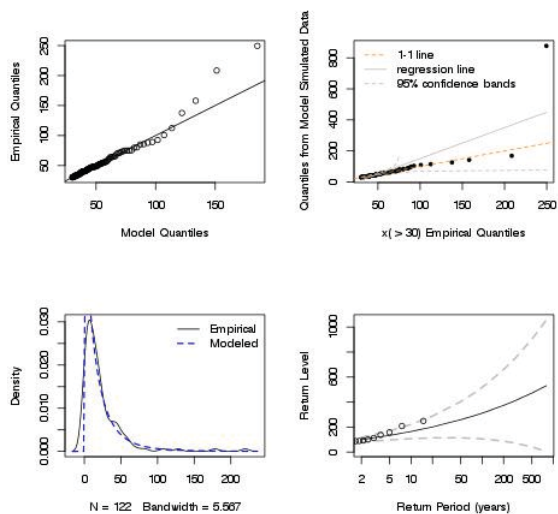 Empirical Quantiles
50 100 150 200 250
50 100 150
Model Quantiles
Quantiles from Model Simulated Data
0 200 400 600 800
1-1 line
regression line
95% confidence bands
50 100 150 200 250
x( > 30) Empirical Quantiles
Density
0.000 0.010 0.020 0.030
Empirical
Modeled
0 50 100 150 200
N = 122 Bandwidth = 5.567
Return Level
0 200 500 1000
2 5 10 50 500
Return Period (years)